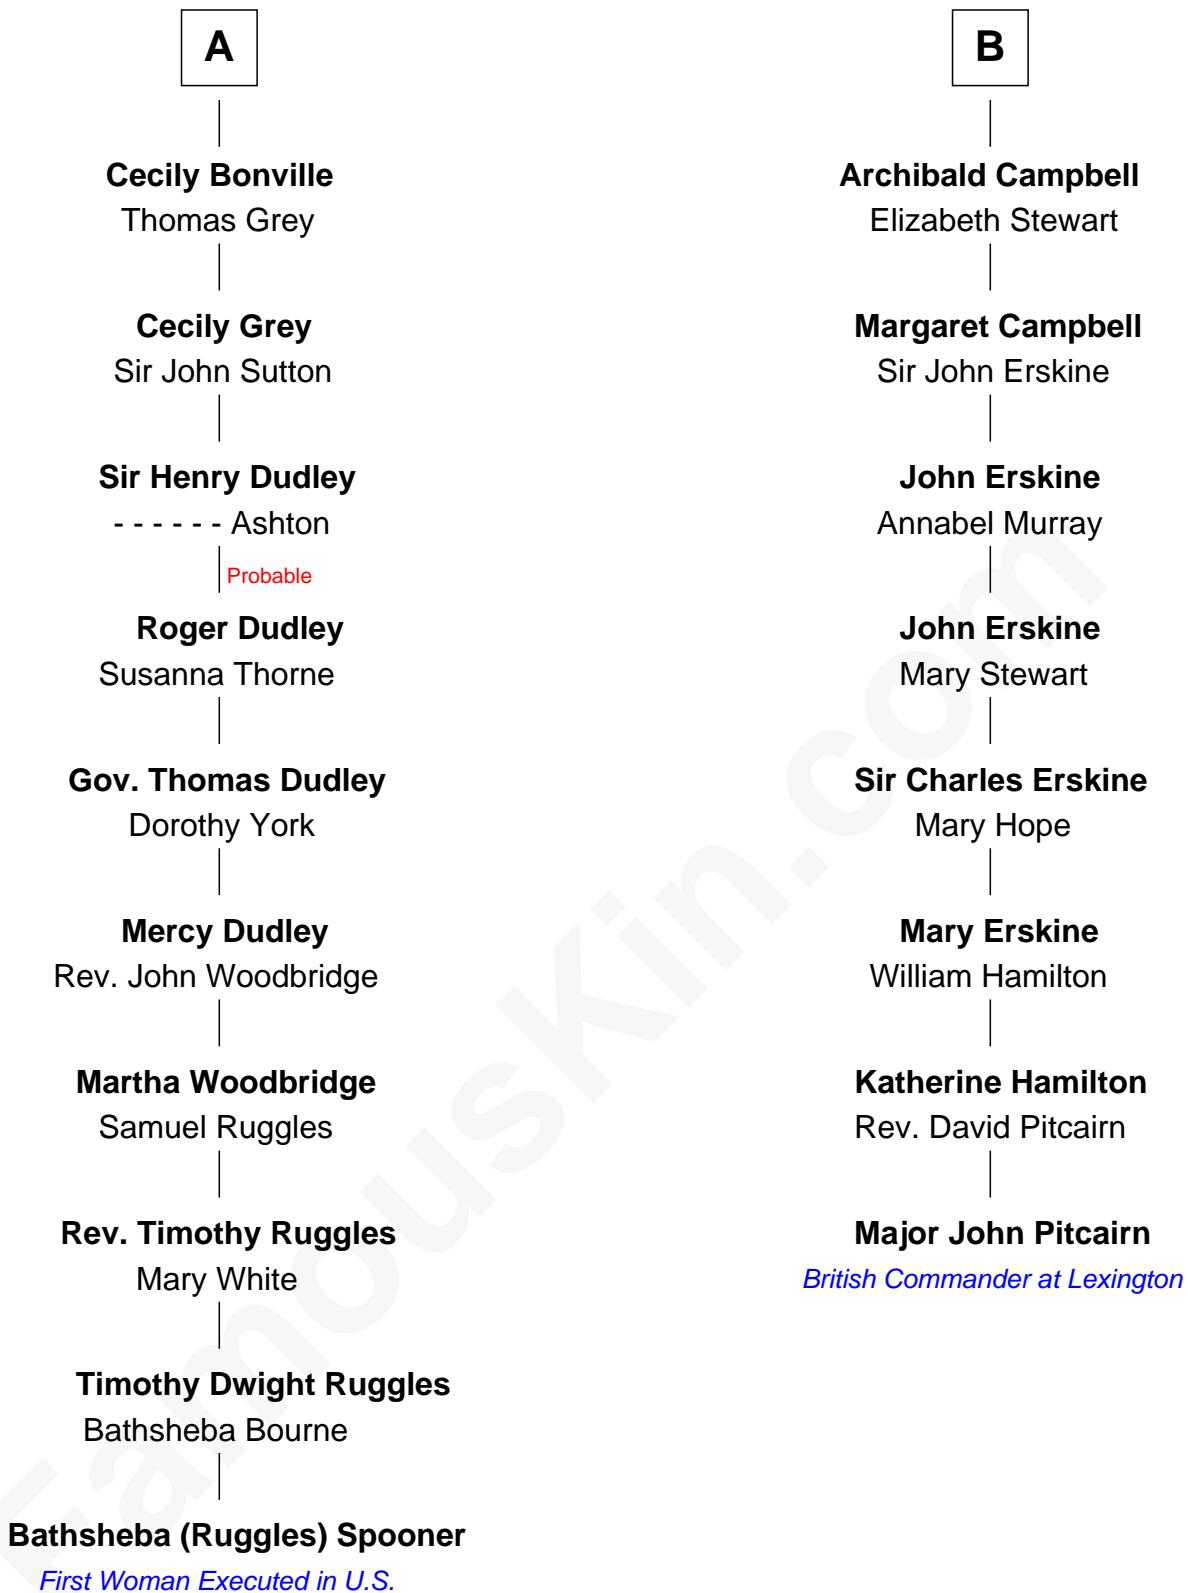 A
Cecily Bonville
Thomas Grey
Cecily Grey
Sir John Sutton
Sir Henry Dudley
- - - - - - Ashton
Probable
Roger Dudley
Susanna Thorne
Gov. Thomas Dudley
Dorothy York
Mercy Dudley
Rev. John Woodbridge
Martha Woodbridge
Samuel Ruggles
Rev. Timothy Ruggles
Mary White
Timothy Dwight Ruggles
Bathsheba Bourne
Bathsheba (Ruggles) Spooner
First Woman Executed in U.S.
B
Archibald Campbell
Elizabeth Stewart
Margaret Campbell
Sir John Erskine
John Erskine
Annabel Murray
John Erskine
Mary Stewart
Sir Charles Erskine
Mary Hope
Mary Erskine
William Hamilton
Katherine Hamilton
Rev. David Pitcairn
Major John Pitcairn
British Commander at Lexington
FamousKin.com